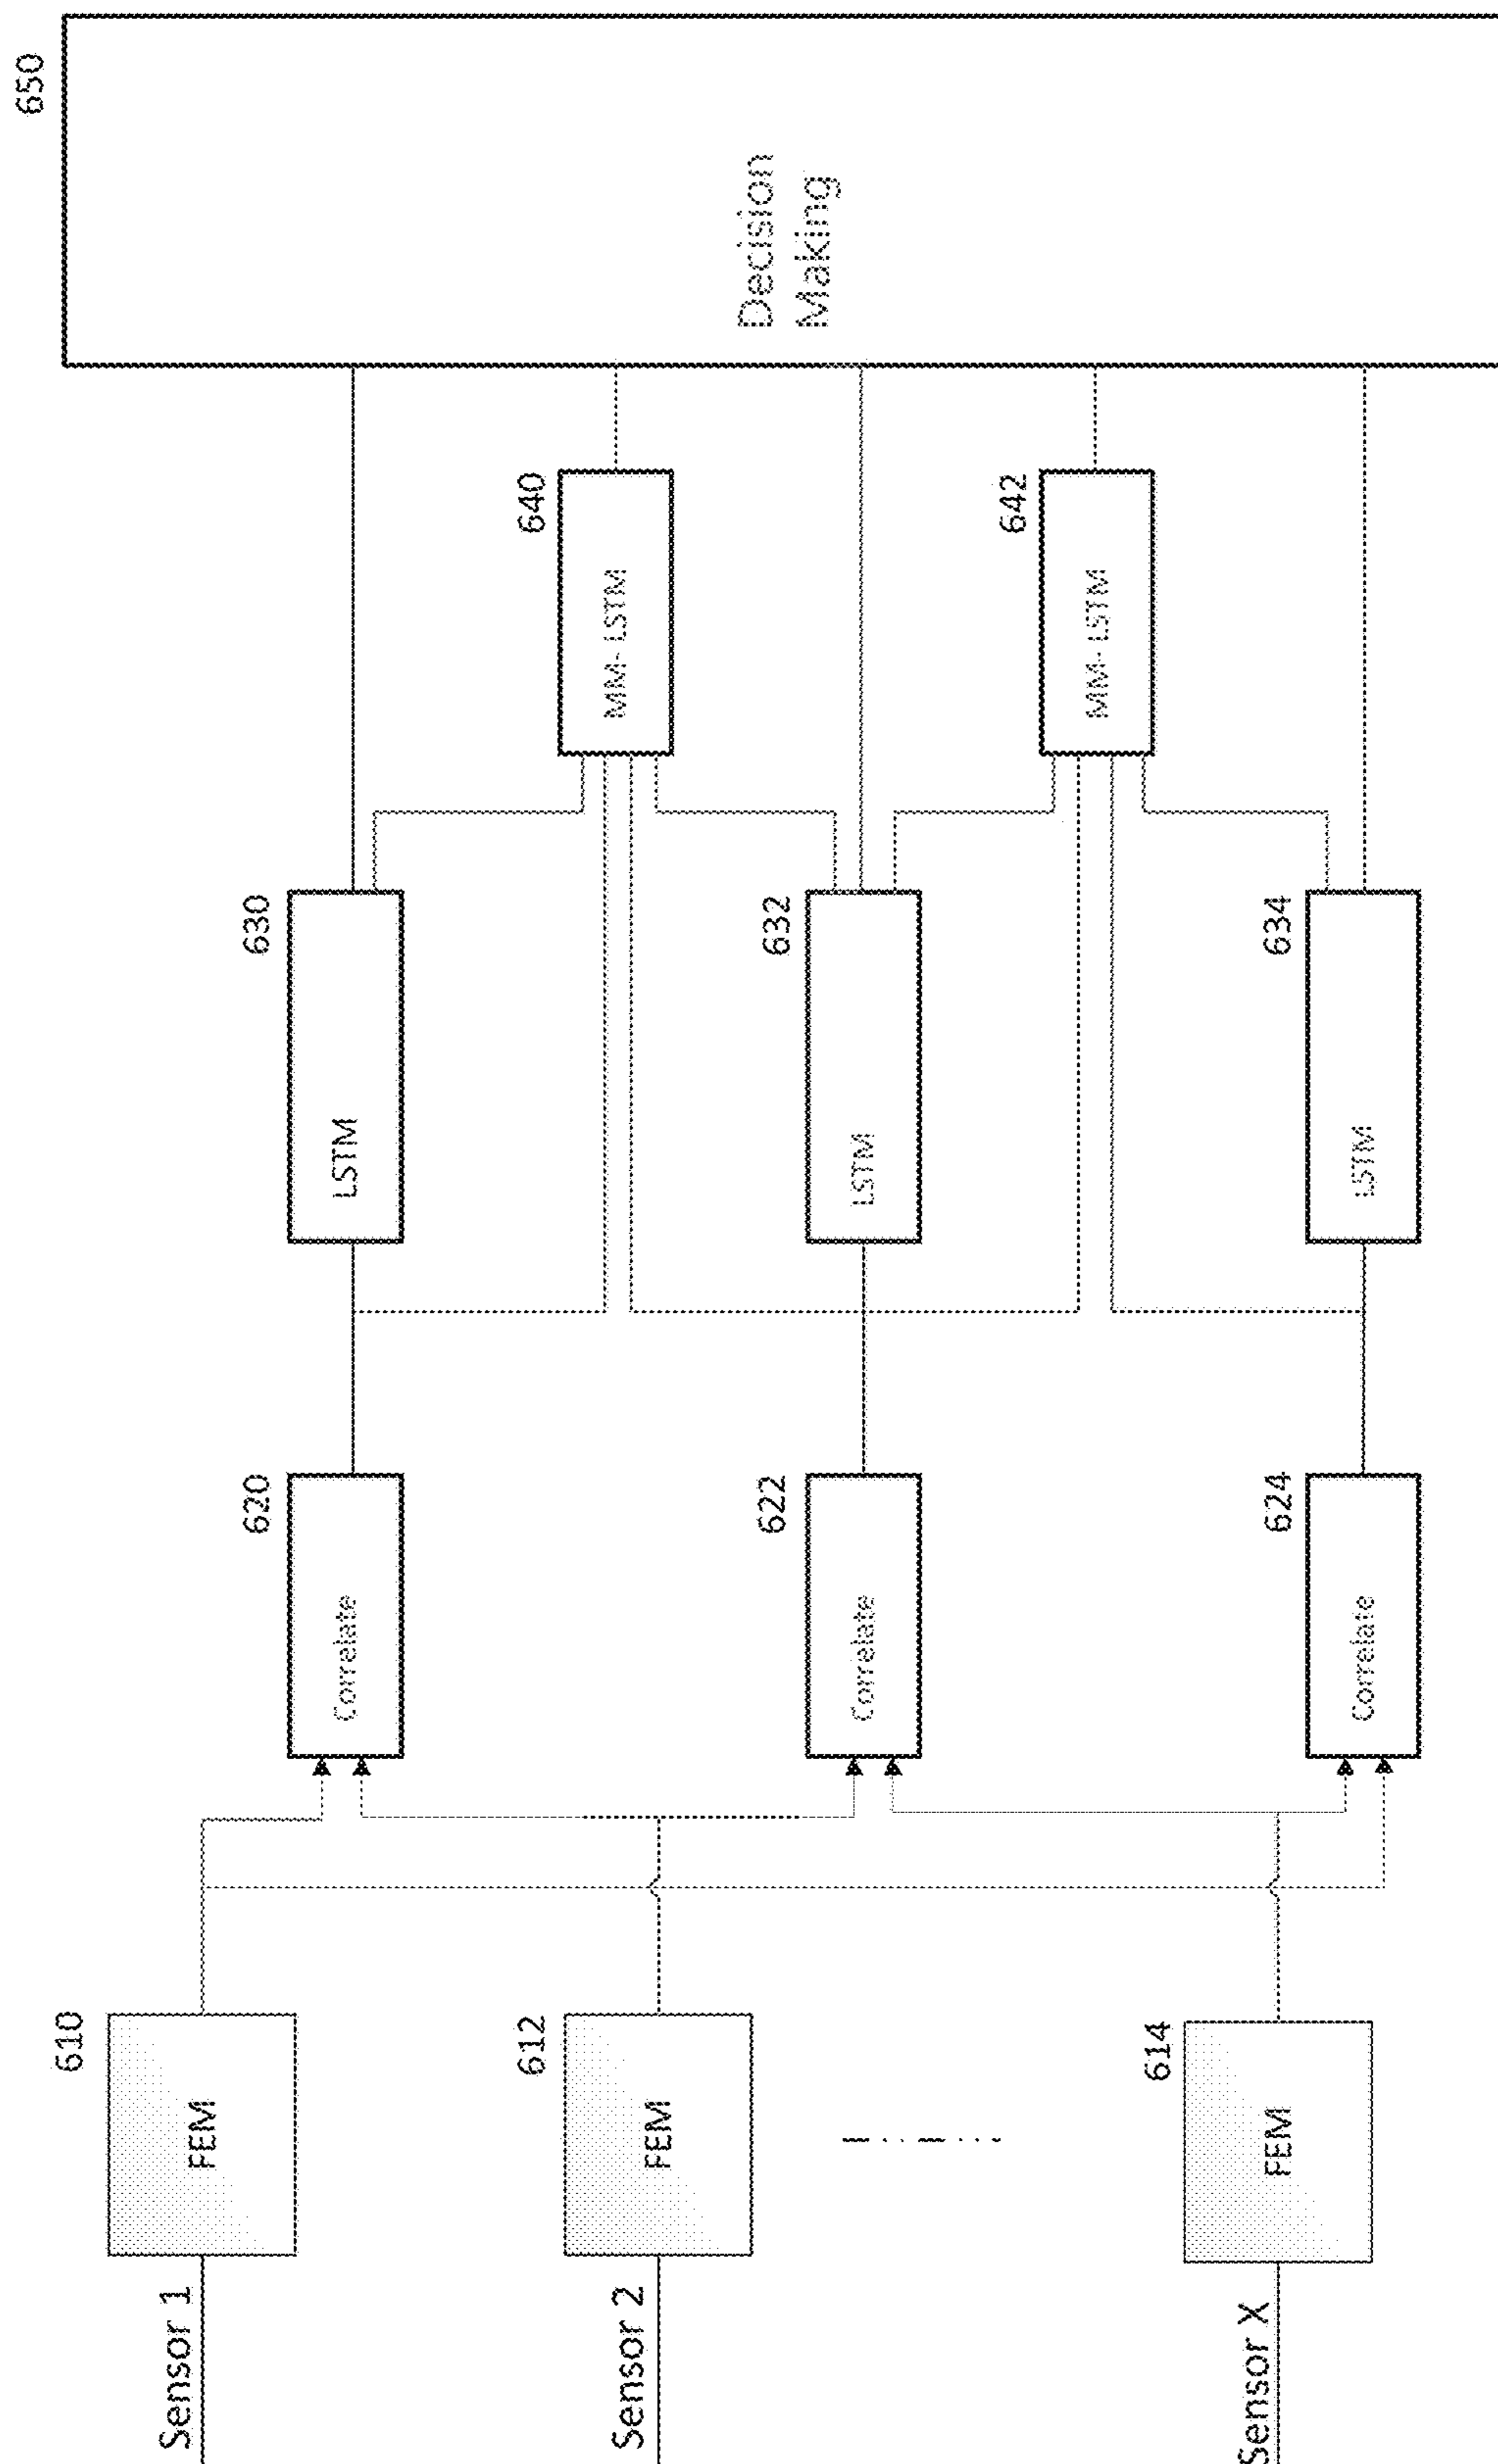 Sensor 1
610
FEM
Sensor 2
612
FEM
Sensor X
614
FEM
620
Correlate
622
Correlate
624
Correlate
630
LSTM
632
LSTM
634
LSTM
640
MM- LSTM
642
MM- LSTM
650
Decision
Making